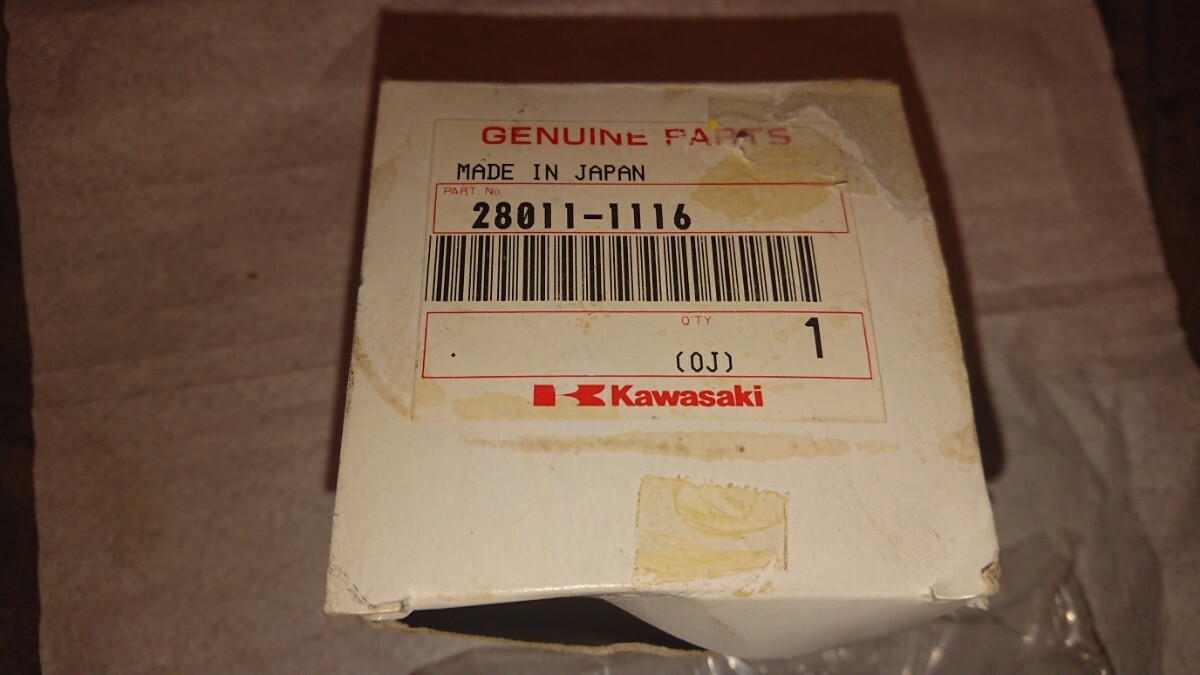 GENUINE PARTS
MADE IN JAPAN
PART. No.
28011-1116
Q'TY
1
(OJ)
Kawasaki